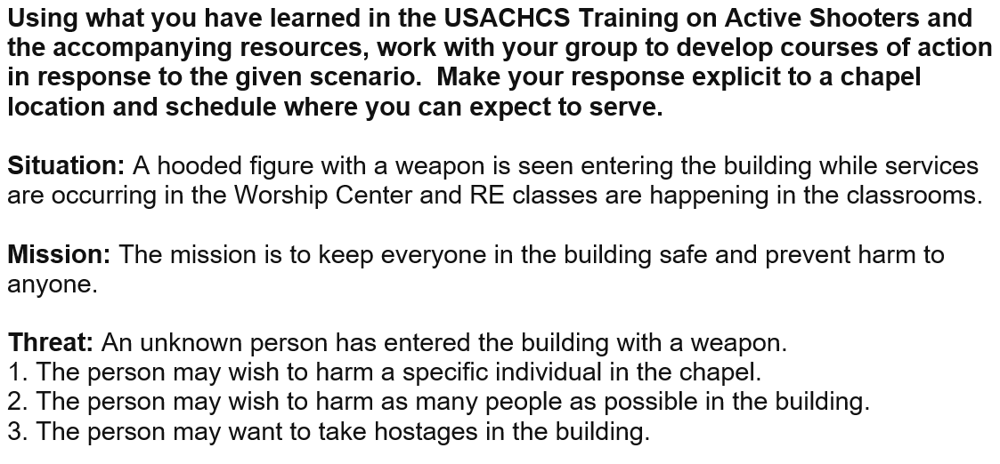 Using what you have learned in the USACHCS Training on Active Shooters and
the accompanying resources, work with your group to develop courses of action
in response to the given scenario.  Make your response explicit to a chapel
location and schedule where you can expect to serve.
Situation: A hooded figure with a weapon is seen entering the building while services
are occurring in the Worship Center and RE classes are happening in the classrooms.
Mission: The mission is to keep everyone in the building safe and prevent harm to
anyone.
Threat: An unknown person has entered the building with a weapon.
1. The person may wish to harm a specific individual in the chapel.
2. The person may wish to harm as many people as possible in the building.
3. The person may want to take hostages in the building.